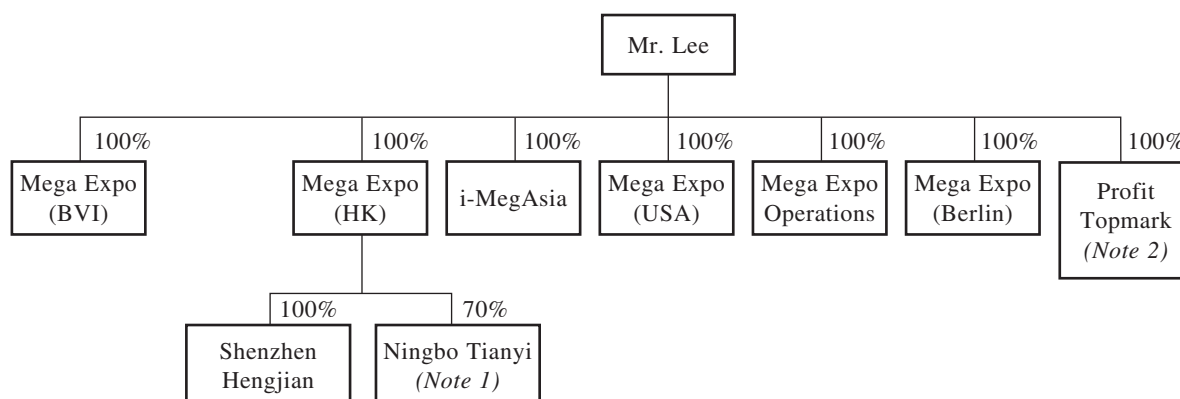 Mr. Lee
100%
100%
100%
100%
100%
100%
100%
Mega Expo
(BVI)
Mega Expo
(HK)
i-MegAsia
Mega Expo
(USA)
Mega Expo
Operations
Mega Expo
(Berlin)
Profit
Topmark
(Note 2)
100%
70%
Shenzhen
Hengjian
Ningbo Tianyi
(Note 1)